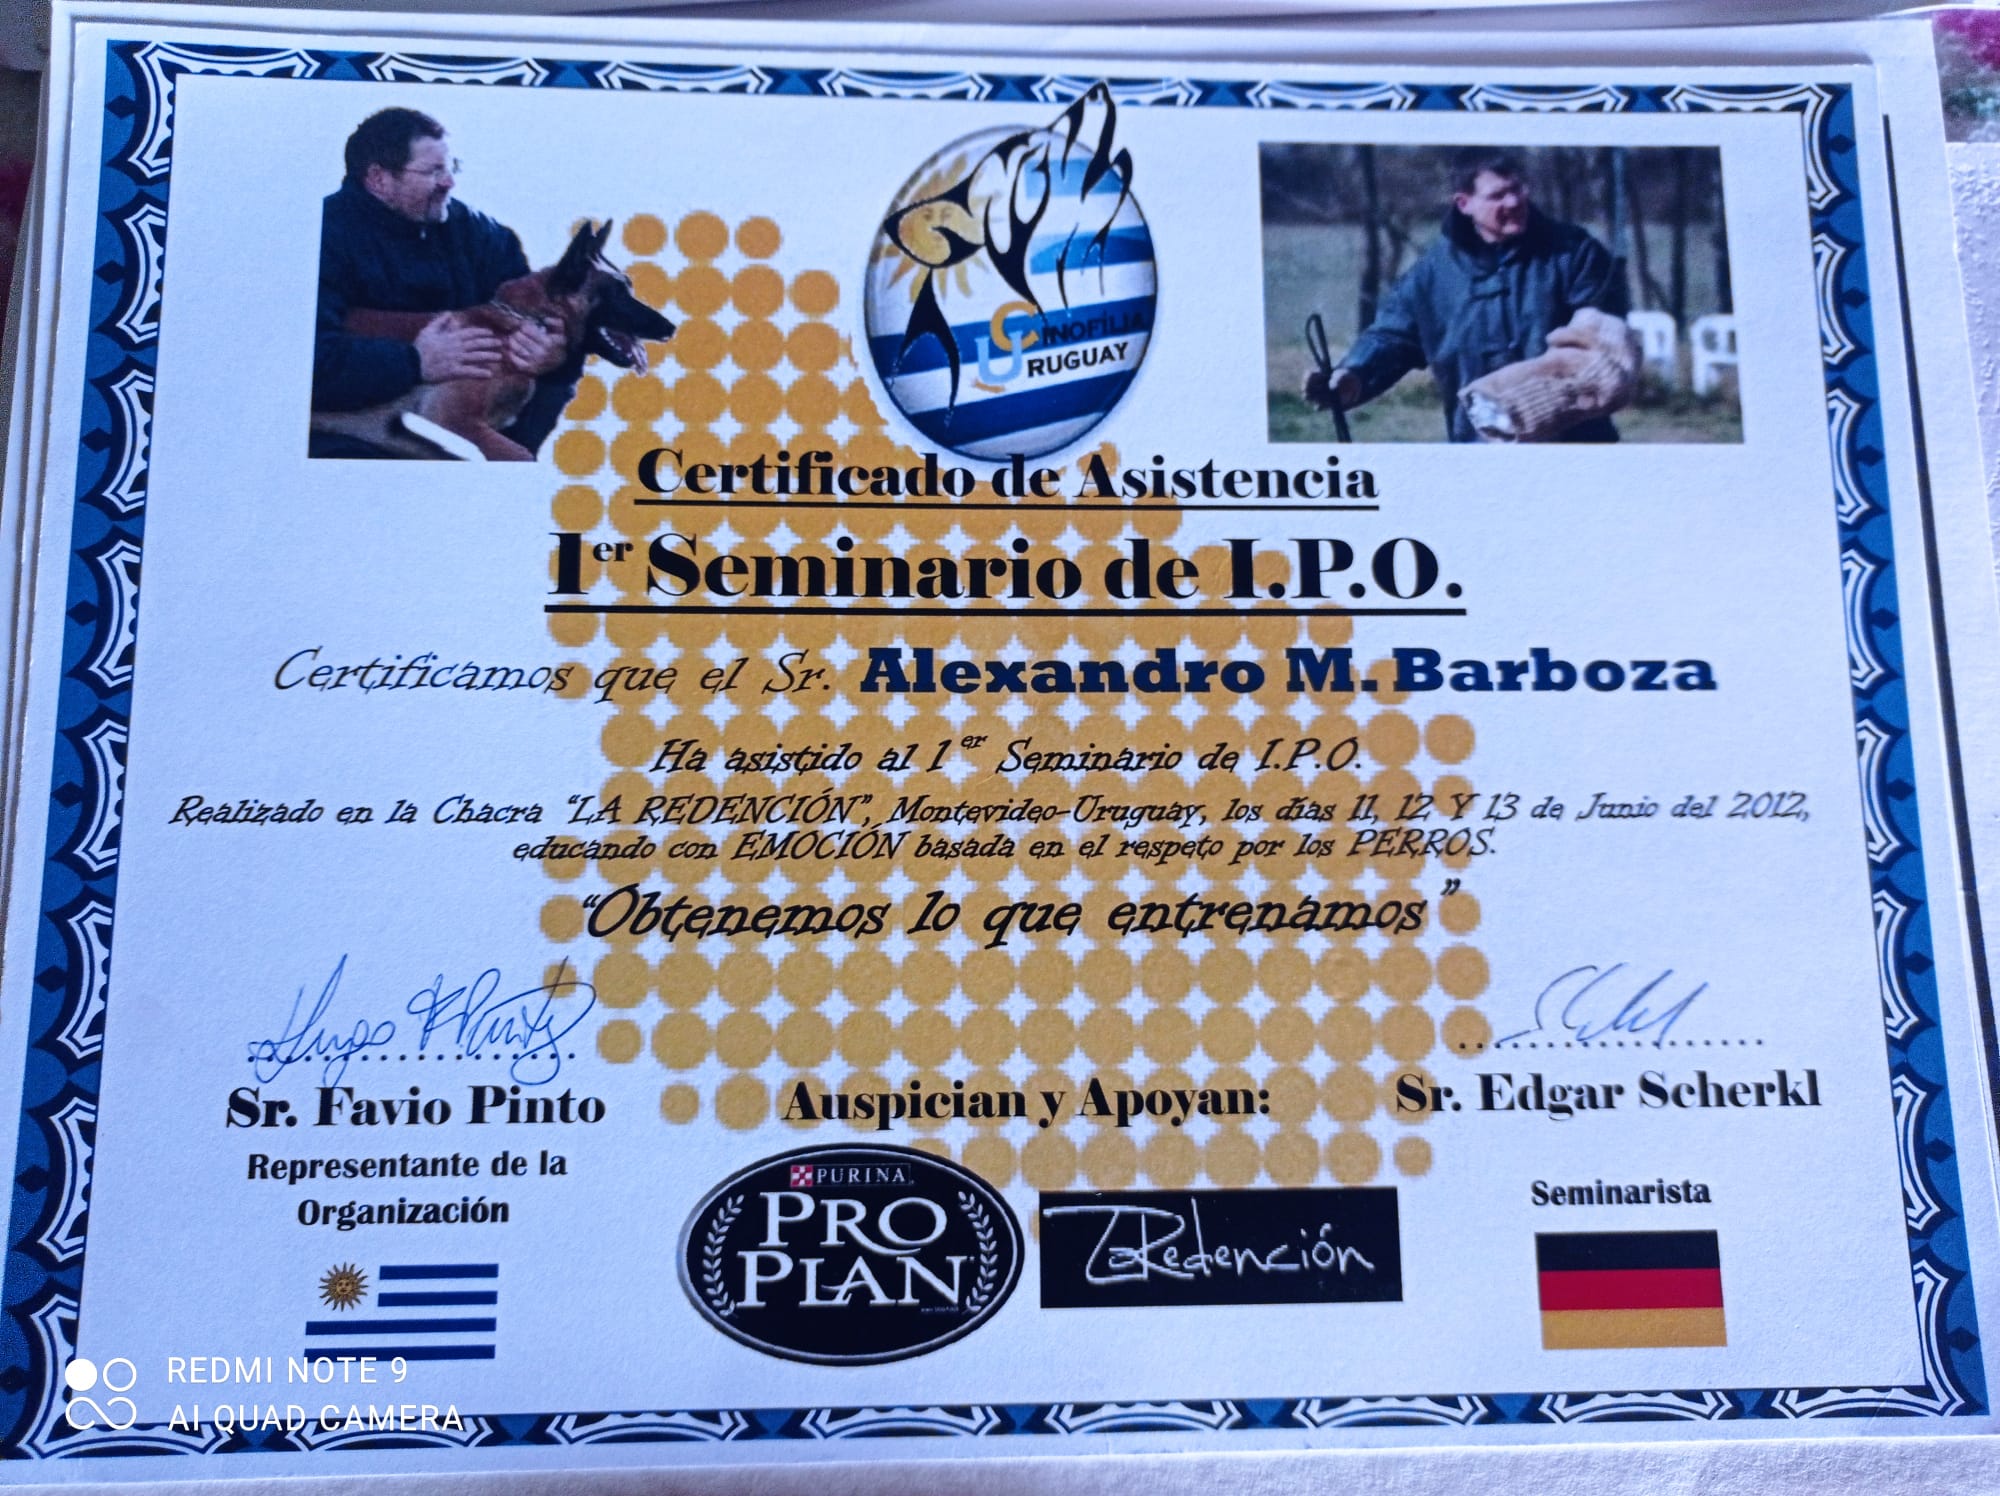 CINOFILIA
URUGUAY
Certificado de Asistencia
1er Seminario de I.P.O.
Certificamos que el Sr. Alexandro M. Barboza
Ha asistido al 1er Seminario de I.P.O.
Realizado en la Chacra "LA REDENCIÓN", Montevideo-Uruguay, los días 11, 12 Y 13 de Junio del 2012,
educando con EMOCIÓN basada en el respeto por los PERROS.
"Obtenemos lo que entrenamos"
Sr. Favio Pinto
Representante de la
Organización
Auspician y Apoyan:
PURINA
PRO
PLAN
La Redención
Sr. Edgar Scherkl
Seminarista
REDMI NOTE 9
AI QUAD CAMERA